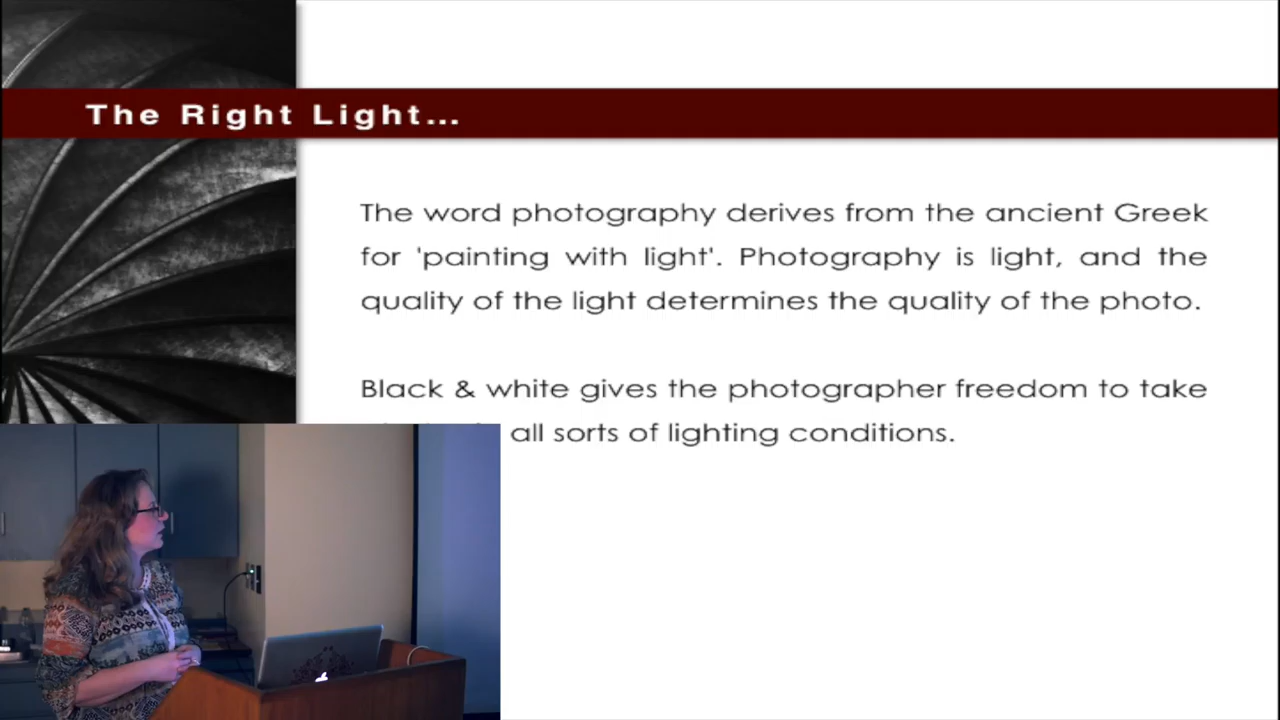 The Right Light...
The word photography derives from the ancient Greek
for 'painting with light'. Photography is light, and the
quality of the light determines the quality of the photo.
Black & white gives the photographer freedom to take
all sorts of lighting conditions.